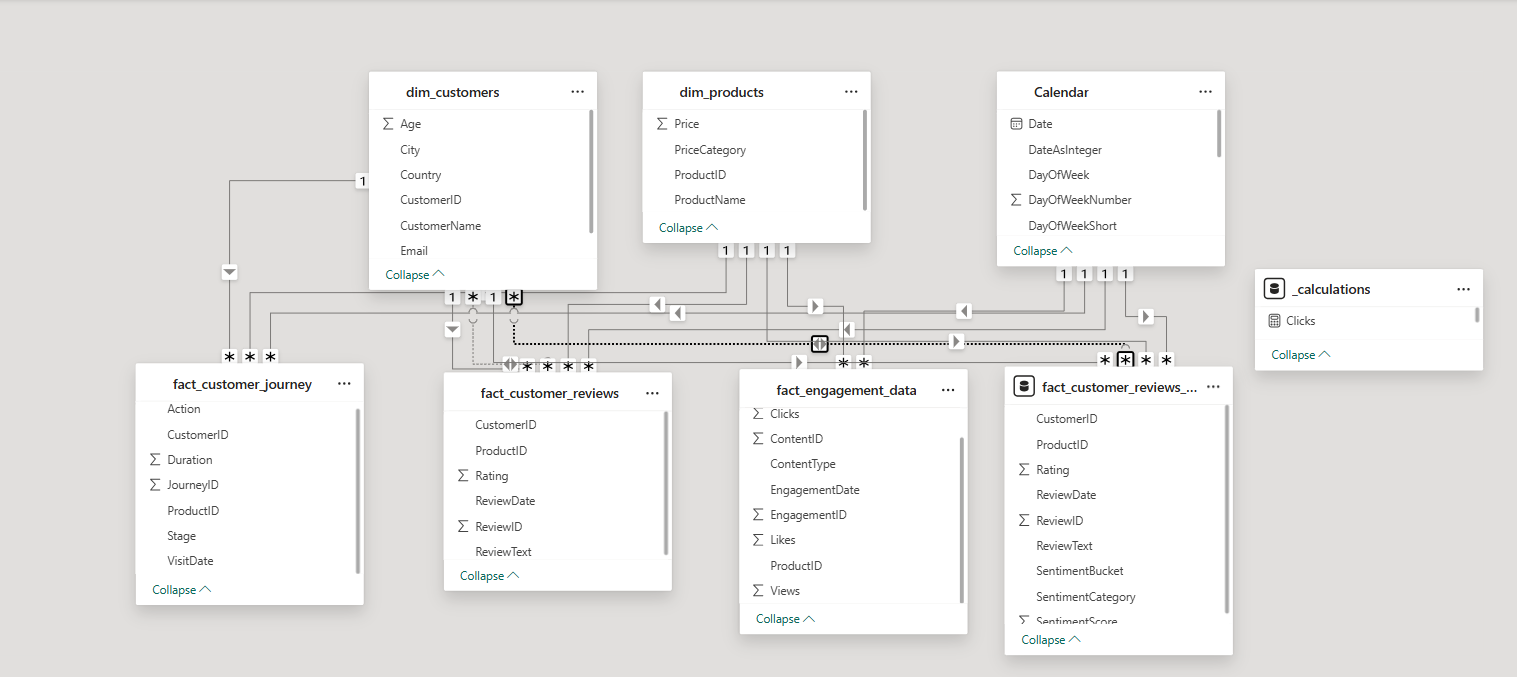 dim_customers
Age
City
Country
CustomerID
CustomerName
Email
Collapse
dim_products
Price
PriceCategory
ProductID
ProductName
Collapse
Calendar
Date
DateAsInteger
DayOfWeek
DayOfWeekNumber
DayOfWeekShort
Collapse
_calculations
Clicks
Collapse
1
1 * 1 *
1 1 1 1
1 1 1 1
* * *
* * * *
* *
* * * *
fact_customer_journey
Action
CustomerID
Duration
JourneyID
ProductID
Stage
VisitDate
Collapse
fact_customer_reviews
CustomerID
ProductID
Rating
ReviewDate
ReviewID
ReviewText
Collapse
fact_engagement_data
Clicks
ContentID
ContentType
EngagementDate
EngagementID
Likes
ProductID
Views
Collapse
fact_customer_reviews_...
CustomerID
ProductID
Rating
ReviewDate
ReviewID
ReviewText
SentimentBucket
SentimentCategory
SentimentScore
Collapse